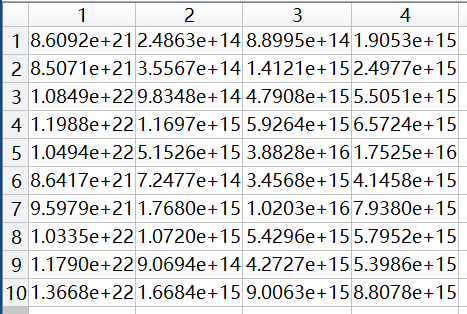 1 2 3 4
1 8.6092e+21 2.4863e+14 8.8995e+14 1.9053e+15
2 8.5071e+21 3.5567e+14 1.4121e+15 2.4977e+15
3 1.0849e+22 9.8348e+14 4.7908e+15 5.5051e+15
4 1.1988e+22 1.1697e+15 5.9264e+15 6.5724e+15
5 1.0494e+22 5.1526e+15 3.8828e+16 1.7525e+16
6 8.6417e+21 7.2477e+14 3.4568e+15 4.1458e+15
7 9.5979e+21 1.7680e+15 1.0203e+16 7.9380e+15
8 1.0335e+22 1.0720e+15 5.4296e+15 5.7952e+15
9 1.1790e+22 9.0694e+14 4.2727e+15 5.3986e+15
10 1.3668e+22 1.6684e+15 9.0063e+15 8.8078e+15